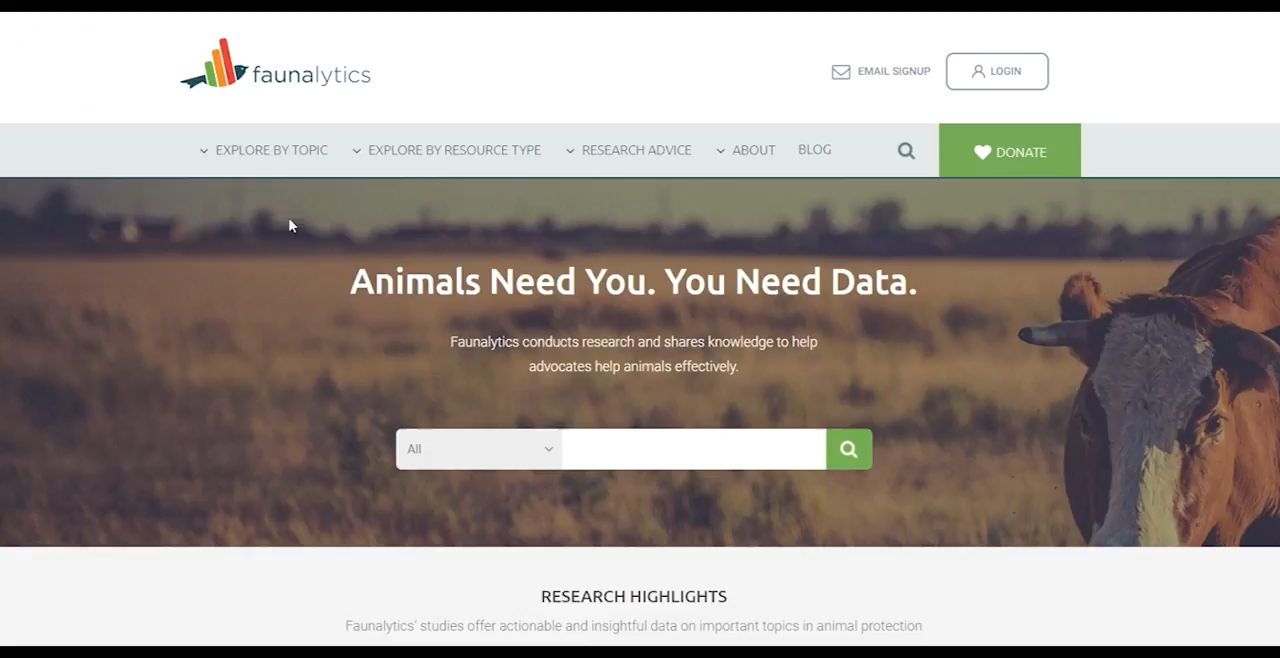 faunalytics
EMAIL SIGNUP
LOGIN
EXPLORE BY TOPIC
EXPLORE BY RESOURCE TYPE
RESEARCH ADVICE
ABOUT
BLOG
DONATE
Animals Need You. You Need Data.
Faunalytics conducts research and shares knowledge to help
advocates help animals effectively.
All
RESEARCH HIGHLIGHTS
Faunalytics' studies offer actionable and insightful data on important topics in animal protection